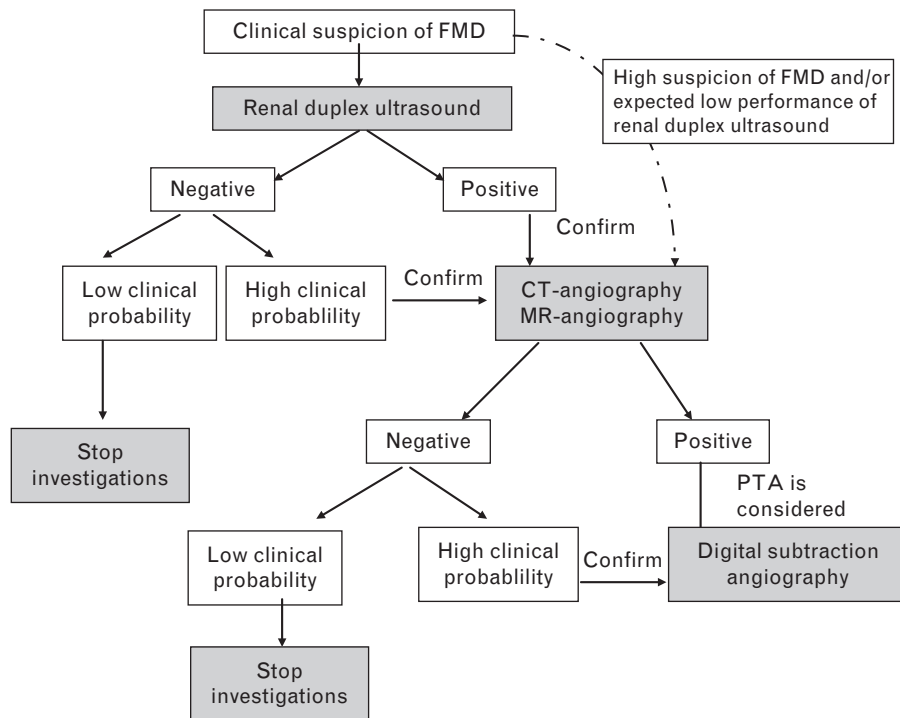 Clinical suspicion of FMD
High suspicion of FMD and/or
expected low performance of
renal duplex ultrasound
Renal duplex ultrasound
Negative
Positive
Confirm
Low clinical
probability
High clinical
probablility
Confirm
CT-angiography
MR-angiography
Stop
investigations
Negative
Positive
PTA is
considered
Low clinical
probability
High clinical
probablility
Confirm
Digital subtraction
angiography
Stop
investigations